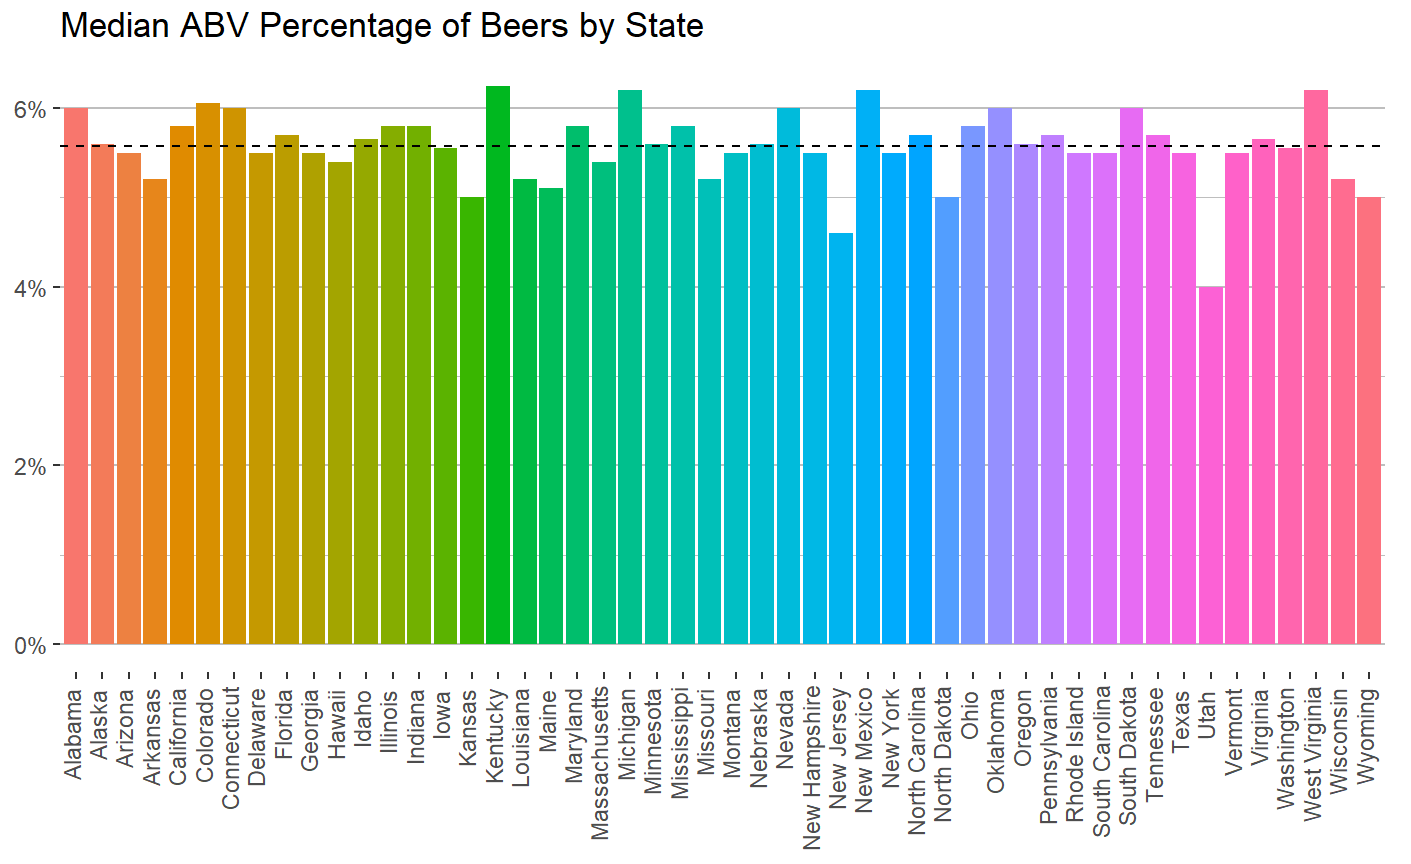 Median ABV Percentage of Beers by State
6%
4%
2%
0%
Alabama
Alaska
Arizona
Arkansas
California
Colorado
Connecticut
Delaware
Florida
Georgia
Hawaii
Idaho
Illinois
Indiana
Iowa
Kansas
Kentucky
Louisiana
Maine
Maryland
Massachusetts
Michigan
Minnesota
Mississippi
Missouri
Montana
Nebraska
Nevada
New Hampshire
New Jersey
New Mexico
New York
North Carolina
North Dakota
Ohio
Oklahoma
Oregon
Pennsylvania
Rhode Island
South Carolina
South Dakota
Tennessee
Texas
Utah
Vermont
Virginia
Washington
West Virginia
Wisconsin
Wyoming